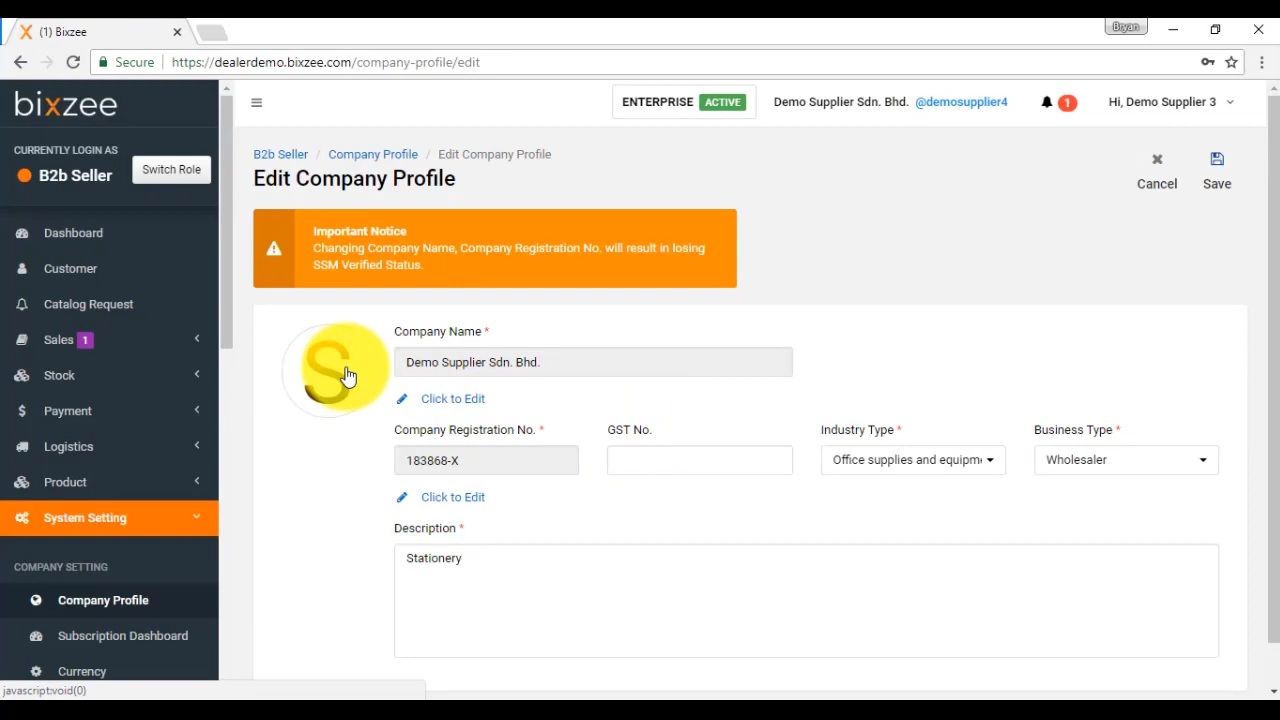 (1) Bixzee
Bryan
Secure
https://dealerdemo.bixzee.com/company-profile/edit
bixzee
ENTERPRISE ACTIVE
Demo Supplier Sdn. Bhd. @demosupplier4
1
Hi, Demo Supplier 3
CURRENTLY LOGIN AS
B2b Seller
Switch Role
Dashboard
Customer
Catalog Request
Sales 1
Stock
Payment
Logistics
Product
System Setting
COMPANY SETTING
Company Profile
Subscription Dashboard
Currency
B2b Seller / Company Profile / Edit Company Profile
Edit Company Profile
Cancel
Save
Important Notice
Changing Company Name, Company Registration No. will result in losing
SSM Verified Status.
S
Company Name *
Demo Supplier Sdn. Bhd.
Click to Edit
Company Registration No. *
183868-X
Click to Edit
GST No.
Industry Type *
Office supplies and equipm
Business Type *
Wholesaler
Description *
Stationery
javascript:void(0)